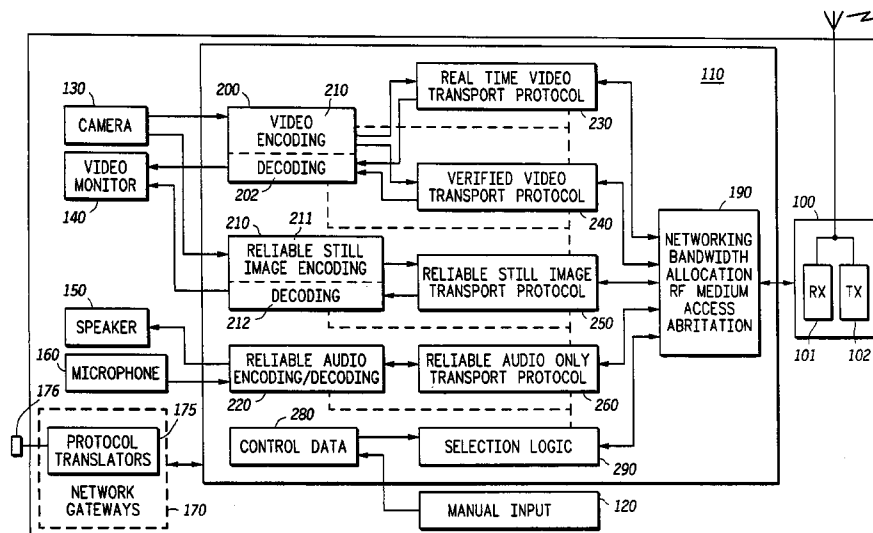 110
130
CAMERA
VIDEO
MONITOR
140
200
210
VIDEO
ENCODING
DECODING
202
REAL TIME VIDEO
TRANSPORT PROTOCOL
230
VERIFIED VIDEO
TRANSPORT PROTOCOL
240
210
211
RELIABLE STILL
IMAGE ENCODING
DECODING
212
RELIABLE STILL IMAGE
TRANSPORT PROTOCOL
250
190
NETWORKING
BANDWIDTH
ALLOCATION
RF MEDIUM
ACCESS
ABRITATION
100
RX
TX
101
102
150
SPEAKER
160
MICROPHONE
RELIABLE AUDIO
ENCODING/DECODING
220
RELIABLE AUDIO ONLY
TRANSPORT PROTOCOL
260
176
175
PROTOCOL
TRANSLATORS
NETWORK
GATEWAYS
170
280
CONTROL DATA
SELECTION LOGIC
290
MANUAL INPUT
120